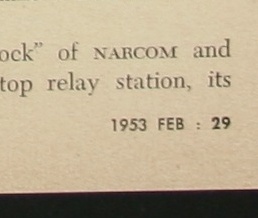 ock” of NARCOM and
top relay station, its
1953 FEB : 29